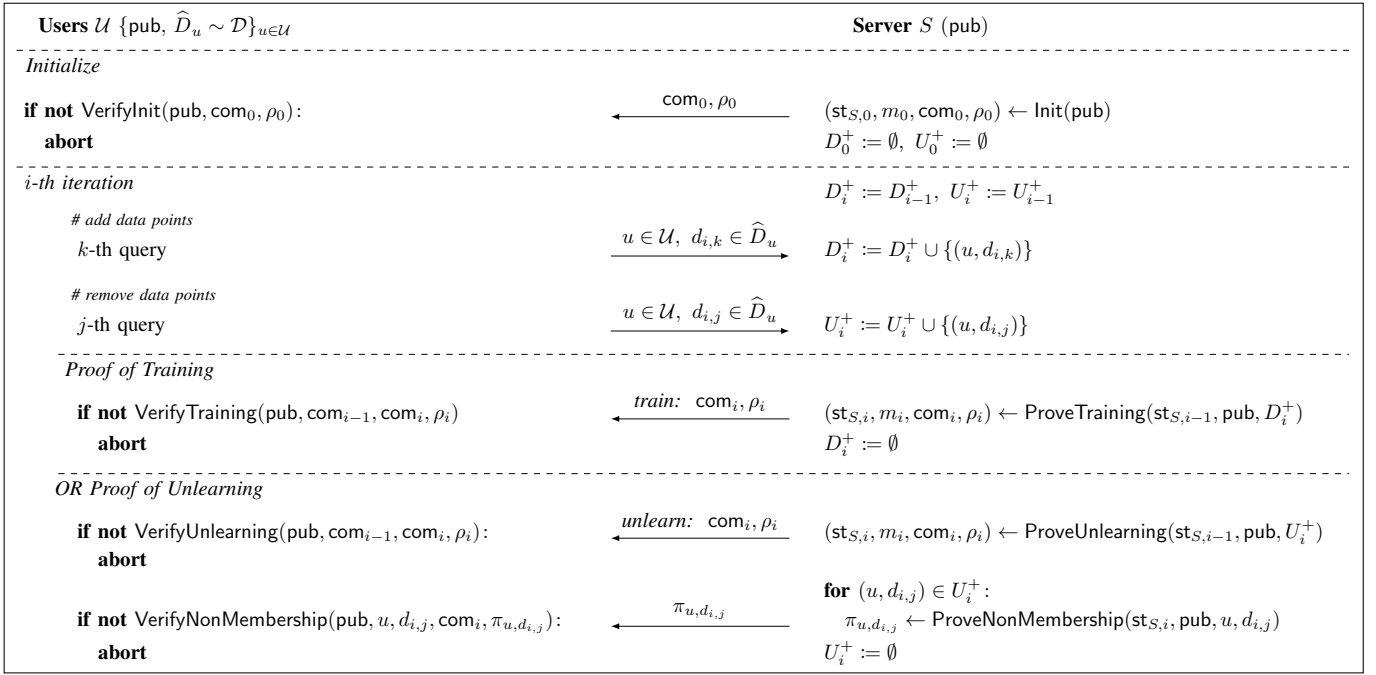 Users 𝒰 {pub, D̂_u ∼ 𝒟}_{u∈𝒰} Server S (pub)
Initialize
if not VerifyInit(pub, com_0, ρ_0): com_0, ρ_0 (st_{S,0}, m_0, com_0, ρ_0) ← Init(pub)
abort D_0^+ := ∅, U_0^+ := ∅
i-th iteration D_i^+ := D_{i−1}^+, U_i^+ := U_{i−1}^+
# add data points
k-th query u ∈ 𝒰, d_{i,k} ∈ D̂_u D_i^+ := D_i^+ ∪ {(u, d_{i,k})}
# remove data points
j-th query u ∈ 𝒰, d_{i,j} ∈ D̂_u U_i^+ := U_i^+ ∪ {(u, d_{i,j})}
Proof of Training
if not VerifyTraining(pub, com_{i−1}, com_i, ρ_i) train: com_i, ρ_i (st_{S,i}, m_i, com_i, ρ_i) ← ProveTraining(st_{S,i−1}, pub, D_i^+)
abort D_i^+ := ∅
OR Proof of Unlearning
if not VerifyUnlearning(pub, com_{i−1}, com_i, ρ_i): unlearn: com_i, ρ_i (st_{S,i}, m_i, com_i, ρ_i) ← ProveUnlearning(st_{S,i−1}, pub, U_i^+)
abort
for (u, d_{i,j}) ∈ U_i^+:
if not VerifyNonMembership(pub, u, d_{i,j}, com_i, π_{u,d_{i,j}}): π_{u,d_{i,j}} π_{u,d_{i,j}} ← ProveNonMembership(st_{S,i}, pub, u, d_{i,j})
abort U_i^+ := ∅